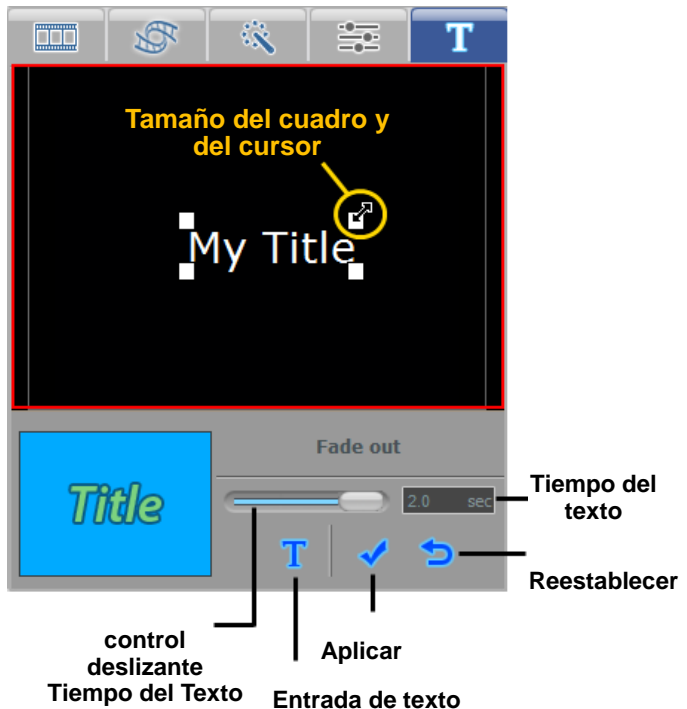 T
Tamaño del cuadro y
del cursor
My Title
Fade out
Title
2.0 sec
Tiempo del
texto
T
Reestablecer
control
deslizante
Tiempo del Texto
Aplicar
Entrada de texto